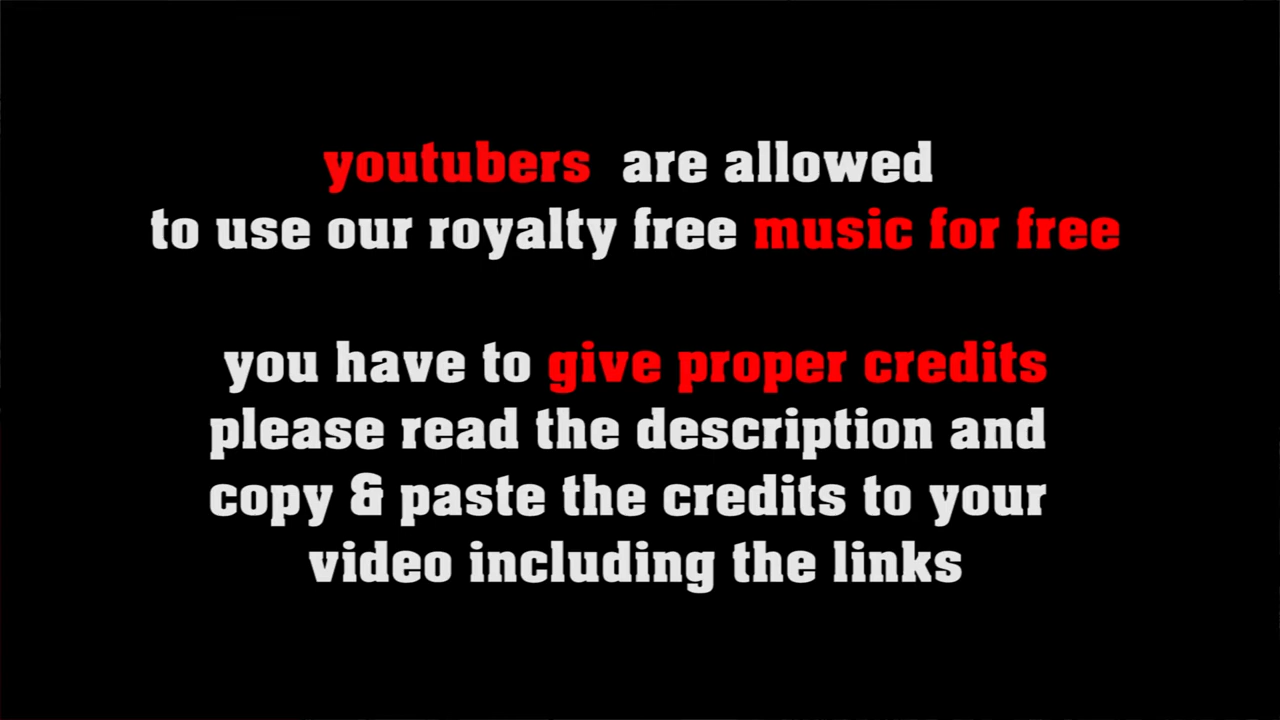 youtubers are allowed
to use our royalty free music for free
you have to give proper credits
please read the description and
copy & paste the credits to your
video including the links